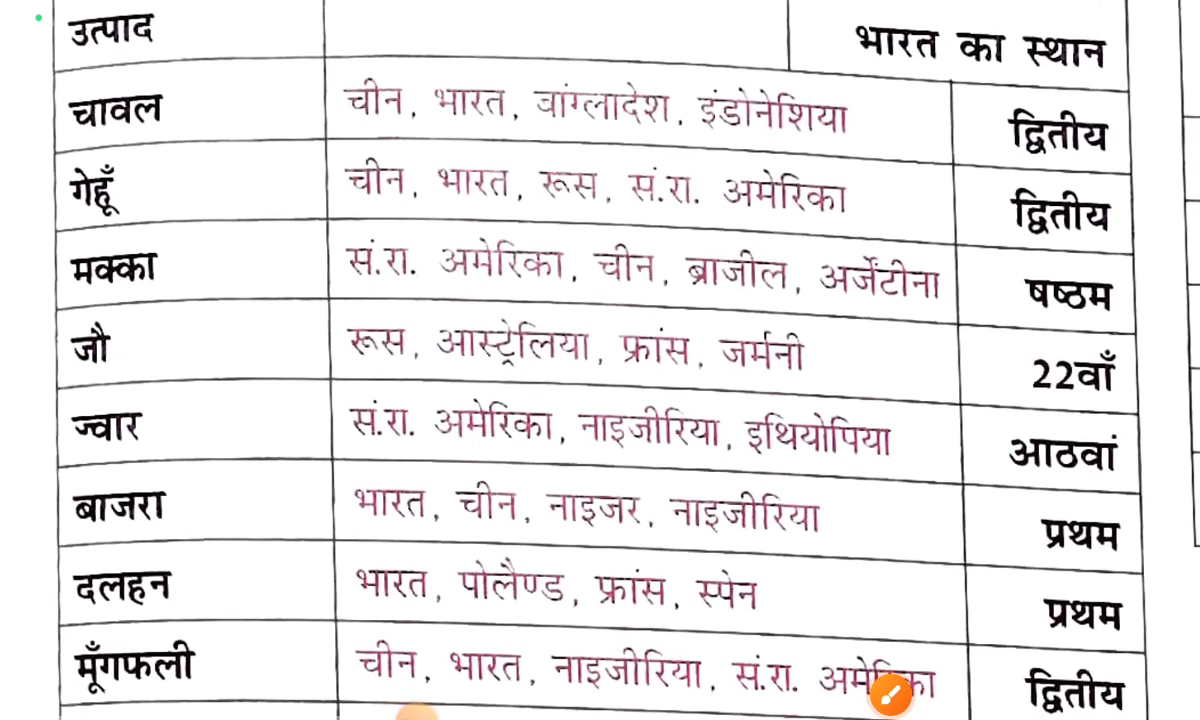 उत्पाद भारत का स्थान
चावल चीन, भारत, बांग्लादेश, इंडोनेशिया द्वितीय
गेहूँ चीन, भारत, रूस, सं.रा. अमेरिका द्वितीय
मक्का सं.रा. अमेरिका, चीन, ब्राजील, अर्जेंटीना षष्ठम
जौ रूस, आस्ट्रेलिया, फ्रांस, जर्मनी 22वाँ
ज्वार सं.रा. अमेरिका, नाइजीरिया, इथियोपिया आठवां
बाजरा भारत, चीन, नाइजर, नाइजीरिया प्रथम
दलहन भारत, पोलैण्ड, फ्रांस, स्पेन प्रथम
मूँगफली चीन, भारत, नाइजीरिया, सं.रा. अमेरिका द्वितीय